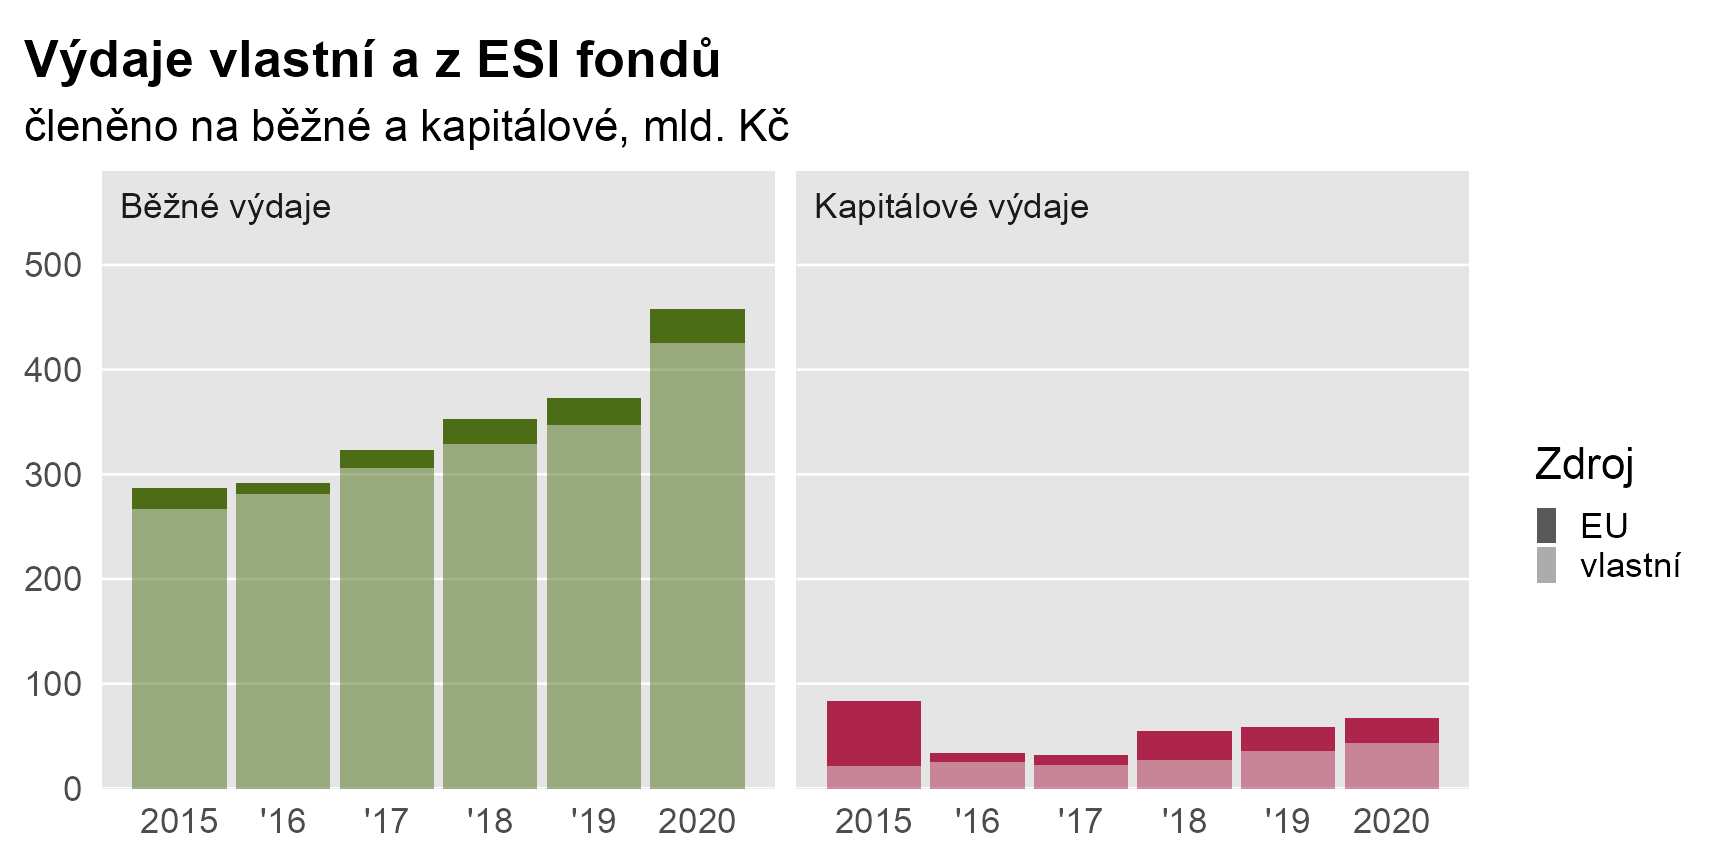 Výdaje vlastní a z ESI fondů
členěno na běžné a kapitálové, mld. Kč
Běžné výdaje
Kapitálové výdaje
500
400
300
200
100
0
2015 '16 '17 '18 '19 2020
2015 '16 '17 '18 '19 2020
Zdroj
EU
vlastní